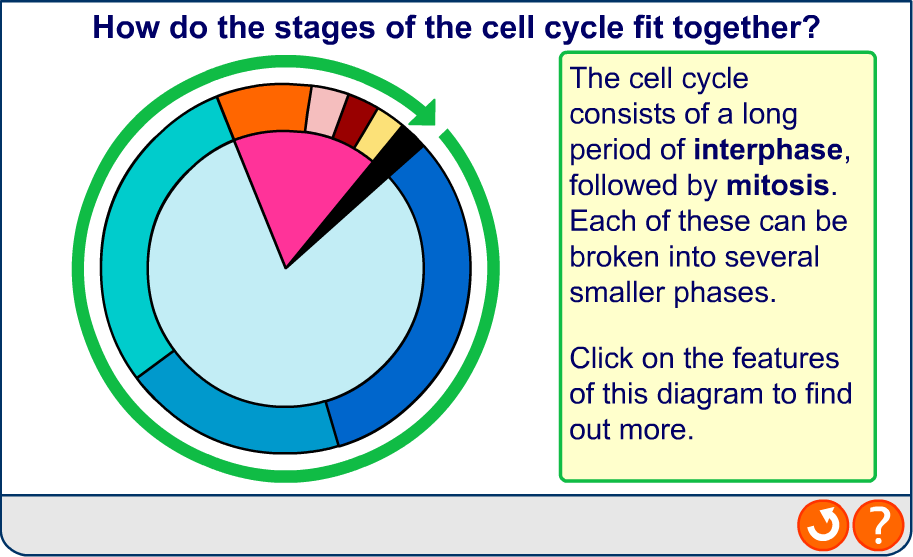 How do the stages of the cell cycle fit together?
The cell cycle
consists of a long
period of interphase,
followed by mitosis.
Each of these can be
broken into several
smaller phases.
Click on the features
of this diagram to find
out more.
?